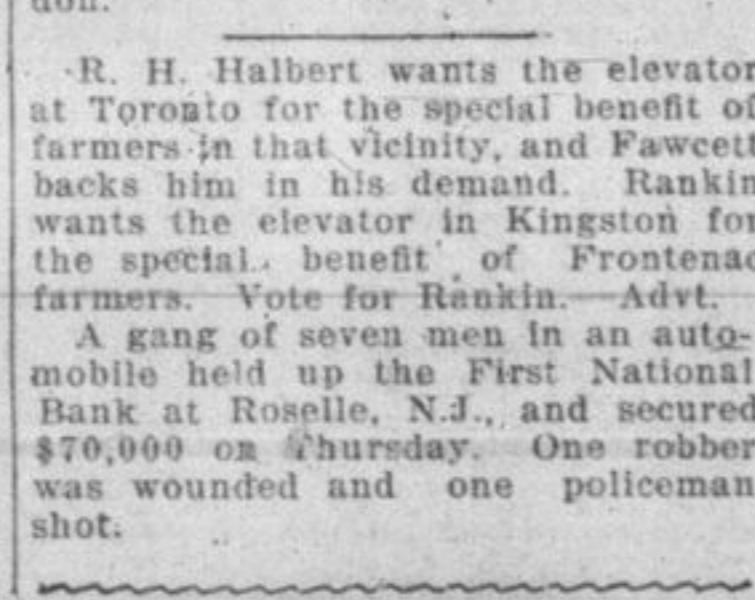 don.
R. H. Halbert wants the elevator
at Toronto for the special benefit of
farmers in that vicinity, and Fawcett
backs him in his demand. Rankin
wants the elevator in Kingston for
the special benefit of Frontenac
farmers. Vote for Rankin.—Advt.
A gang of seven men in an auto-
mobile held up the First National
Bank at Roselle, N.J., and secured
$70,000 on Thursday. One robber
was wounded and one policeman
shot.